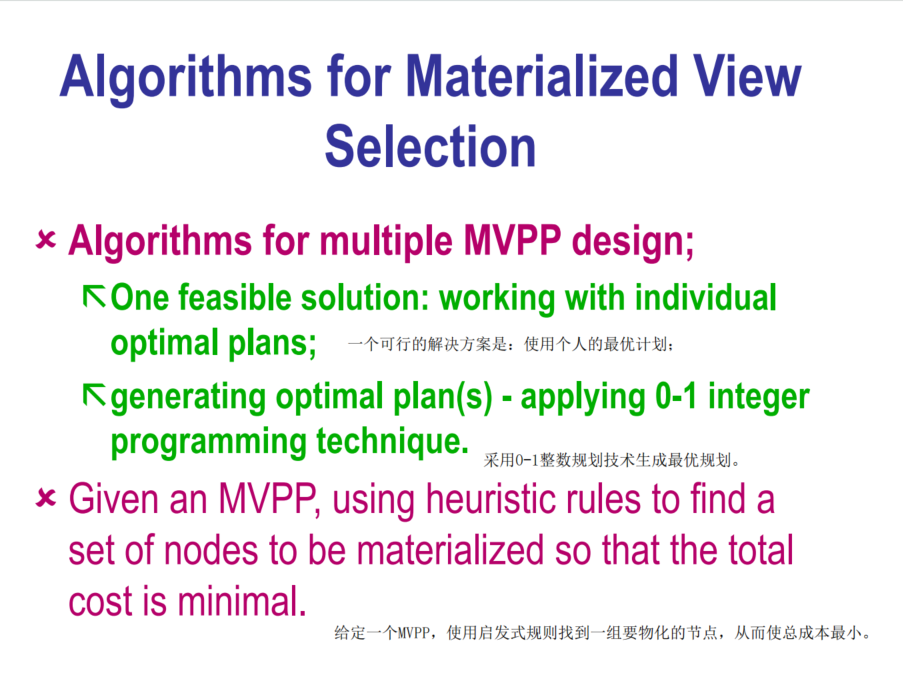 Algorithms for Materialized View
Selection
Algorithms for multiple MVPP design;
One feasible solution: working with individual
optimal plans;
一个可行的解决方案是：使用个人的最优计划；
generating optimal plan(s) - applying 0-1 integer
programming technique.
采用0-1整数规划技术生成最优规划。
Given an MVPP, using heuristic rules to find a
set of nodes to be materialized so that the total
cost is minimal.
给定一个MVPP，使用启发式规则找到一组要物化的节点，从而使总成本最小。